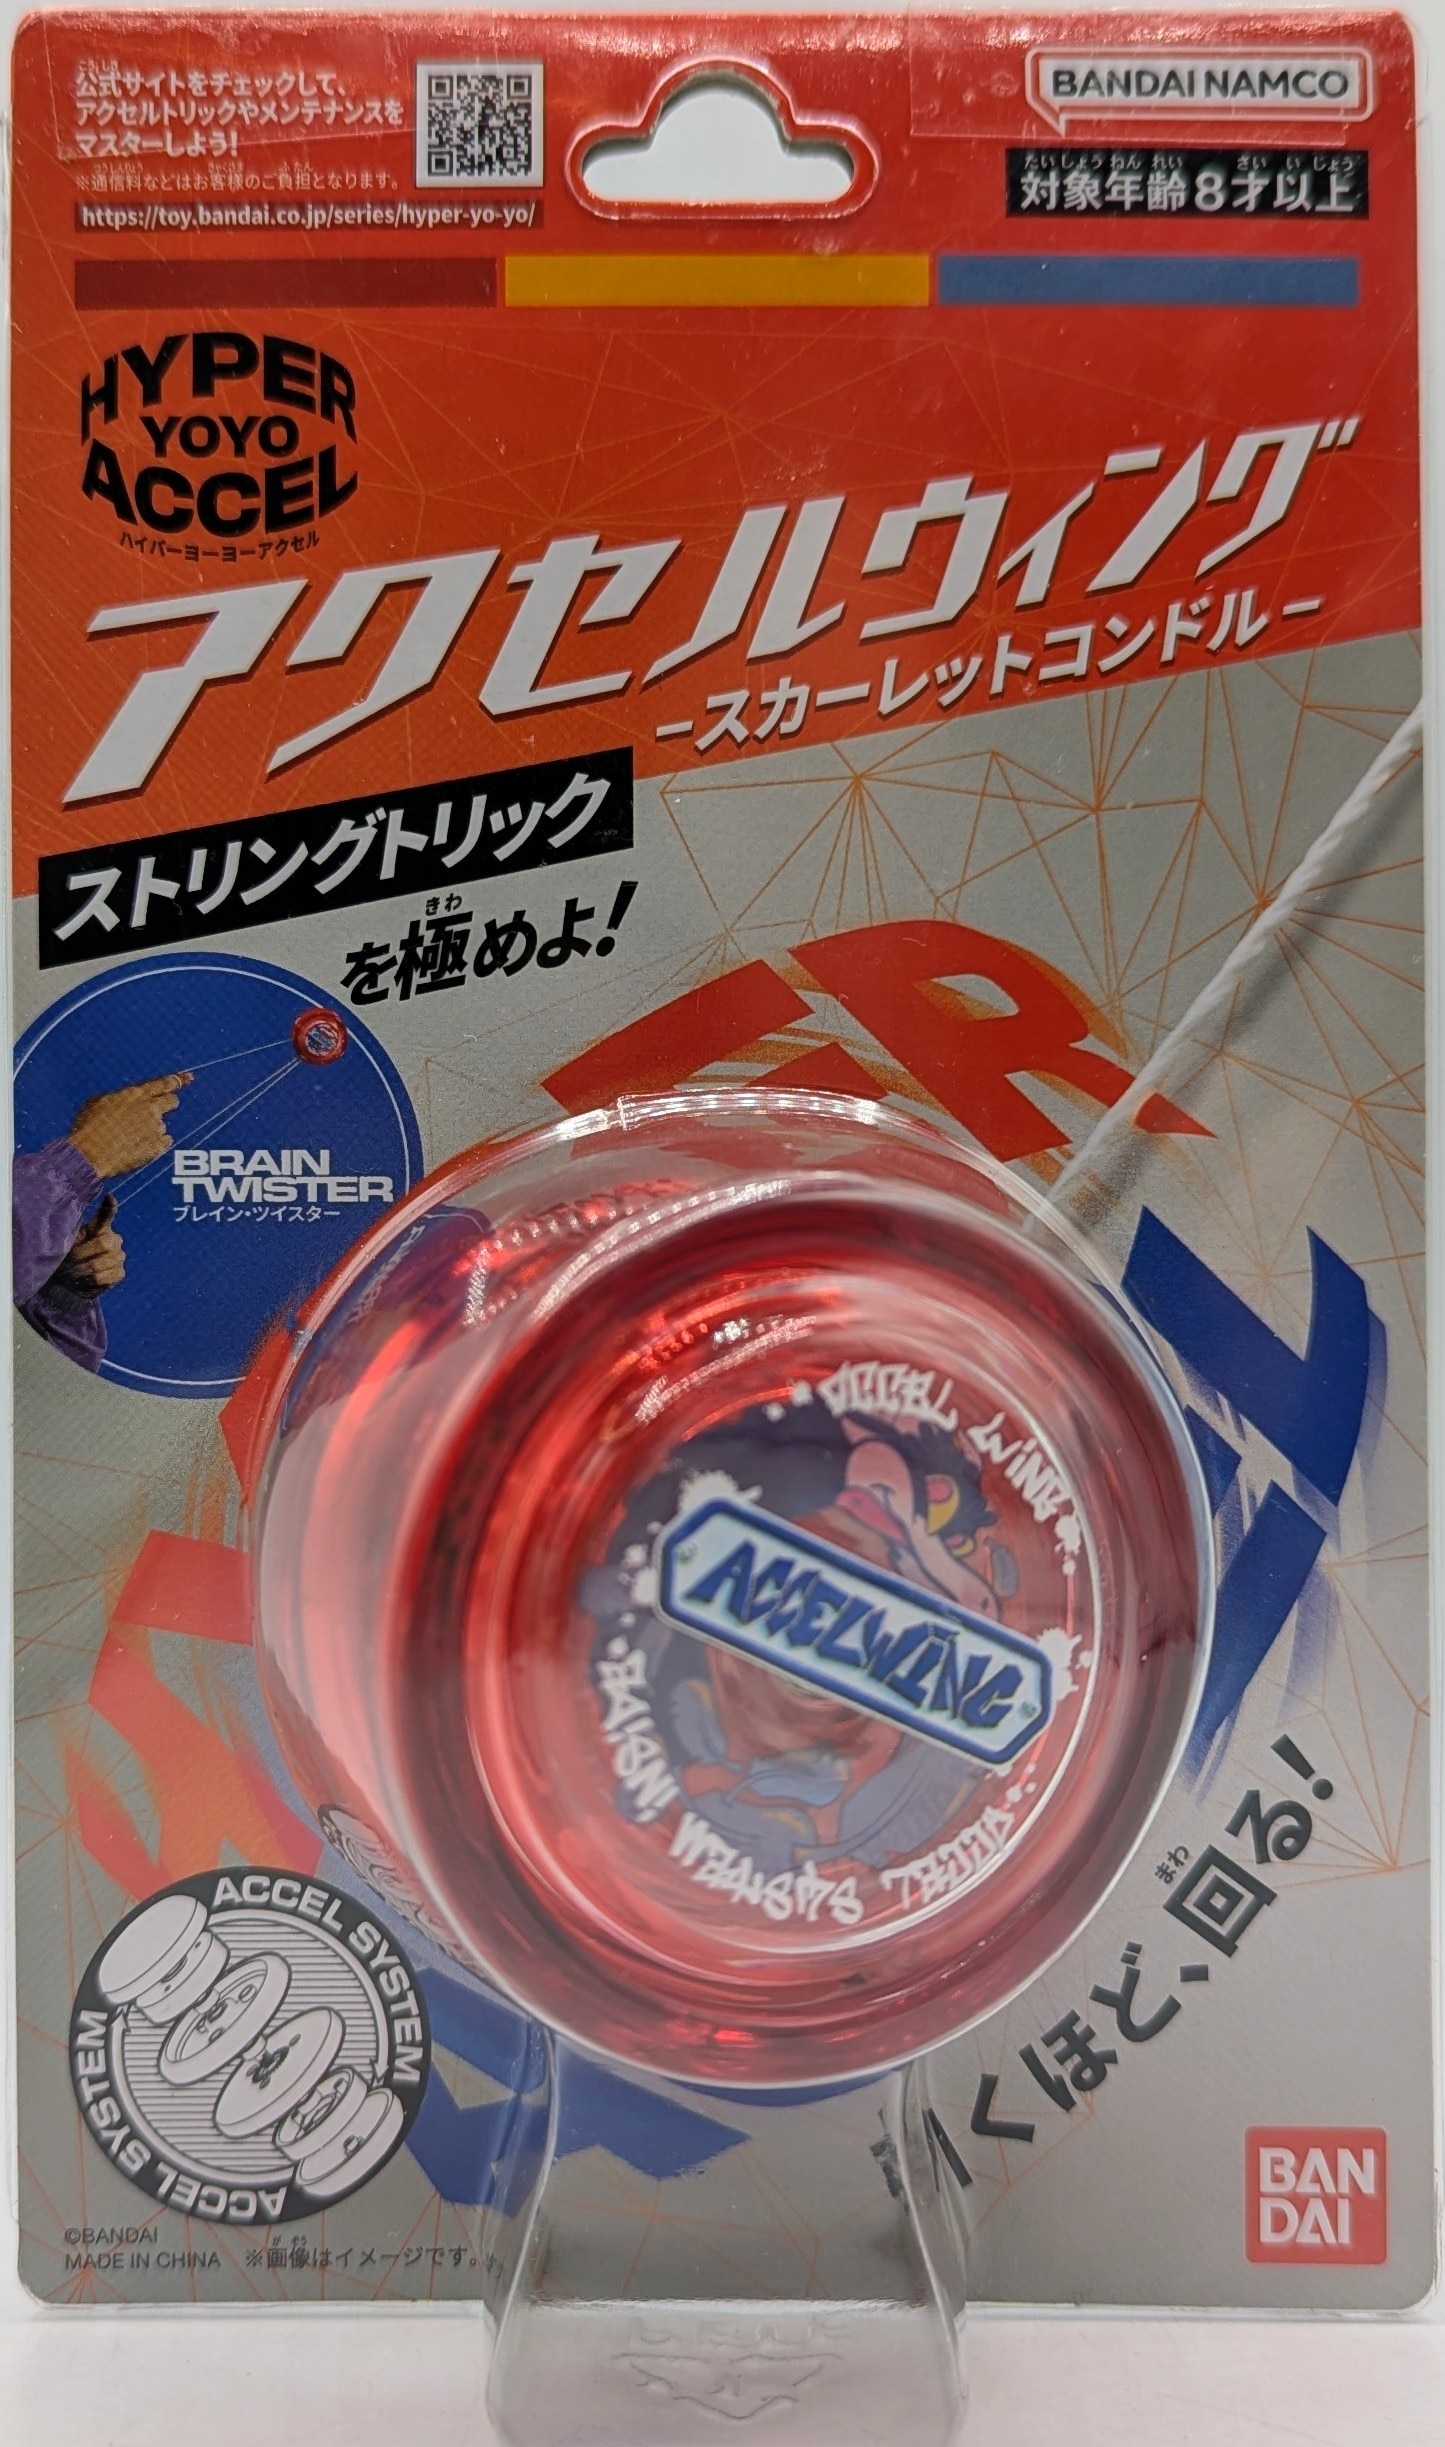 公式サイトをチェックして、
アクセルトリックやメンテナンスを
マスターしよう!
※通信料などはお客様のご負担となります。
https://toy.bandai.co.jp/series/hyper-yo-yo/
BANDAI NAMCO
対象年齢8才以上
HYPER
YOYO
ACCEL
ハイパーヨーヨーアクセル
アクセルウィング
-スカーレットコンドル-
ストリングトリック
を極めよ!
BRAIN
TWISTER
ブレイン・ツイスター
ACCEL WING
ACCELWING
ACCEL SYSTEM INSIDE
くほど、回る!
ACCEL SYSTEM
ACCEL SYSTEM
BAN
DAI
©BANDAI
MADE IN CHINA ※画像はイメージです。